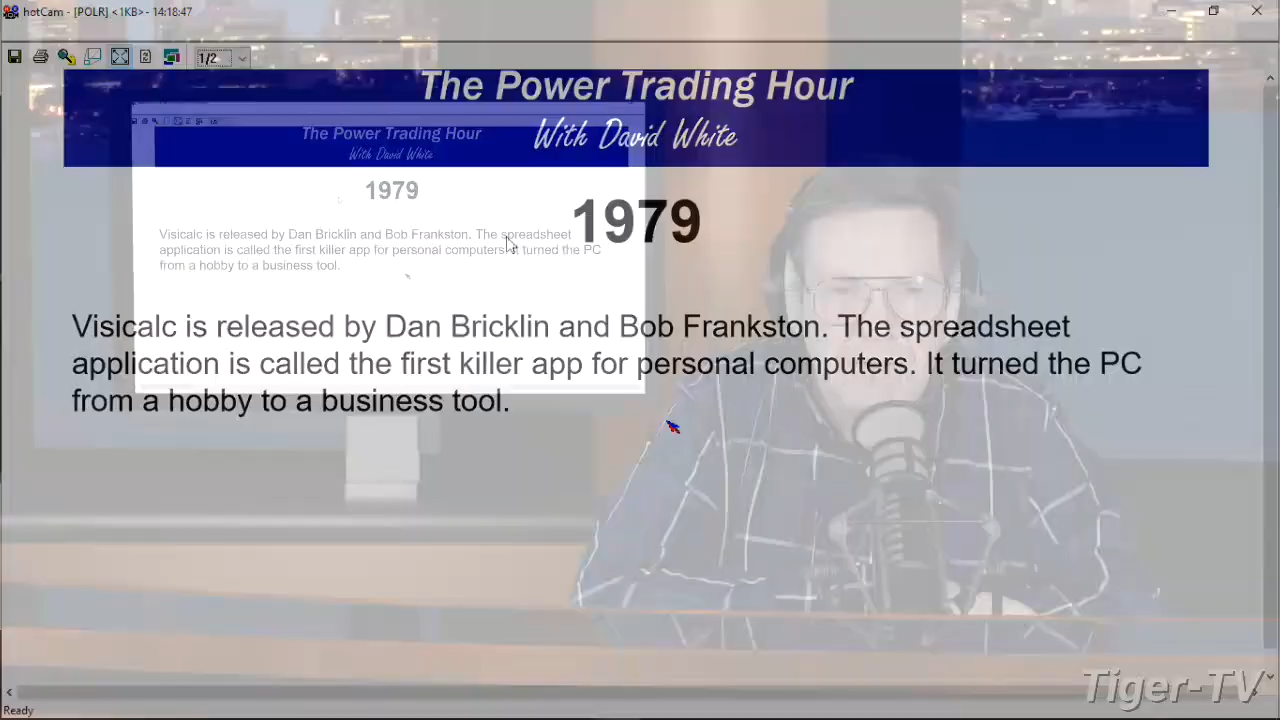 hotCam - [POLR] <1KB> - 14:18:47
1/2
The Power Trading Hour
With David White
1979
Visicalc is released by Dan Bricklin and Bob Frankston. The spreadsheet
application is called the first killer app for personal computers. It turned the PC
from a hobby to a business tool.
The Power Trading Hour
With David White
1979
Visicalc is released by Dan Bricklin and Bob Frankston. The spreadsheet
application is called the first killer app for personal computers. It turned the PC
from a hobby to a business tool.
Tiger-TV
Ready